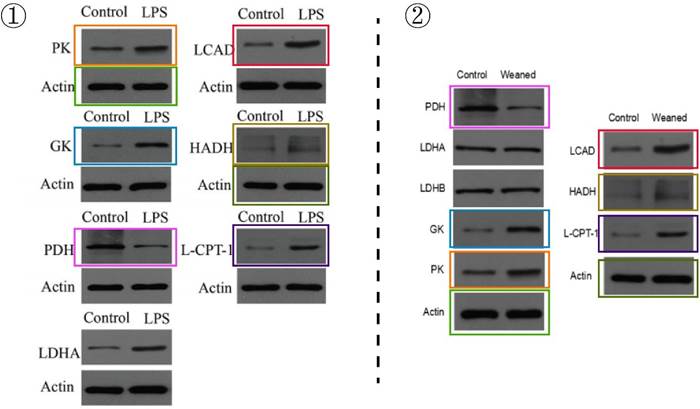 ① ②
Control LPS Control LPS
PK LCAD
Actin Actin
Control LPS Control LPS
GK HADH
Actin Actin
Control LPS Control LPS
PDH L-CPT-1
Actin Actin
Control LPS
LDHA
Actin
Control Weaned
PDH
LDHA
LDHB
GK
PK
Actin
Control Weaned
LCAD
HADH
L-CPT-1
Actin